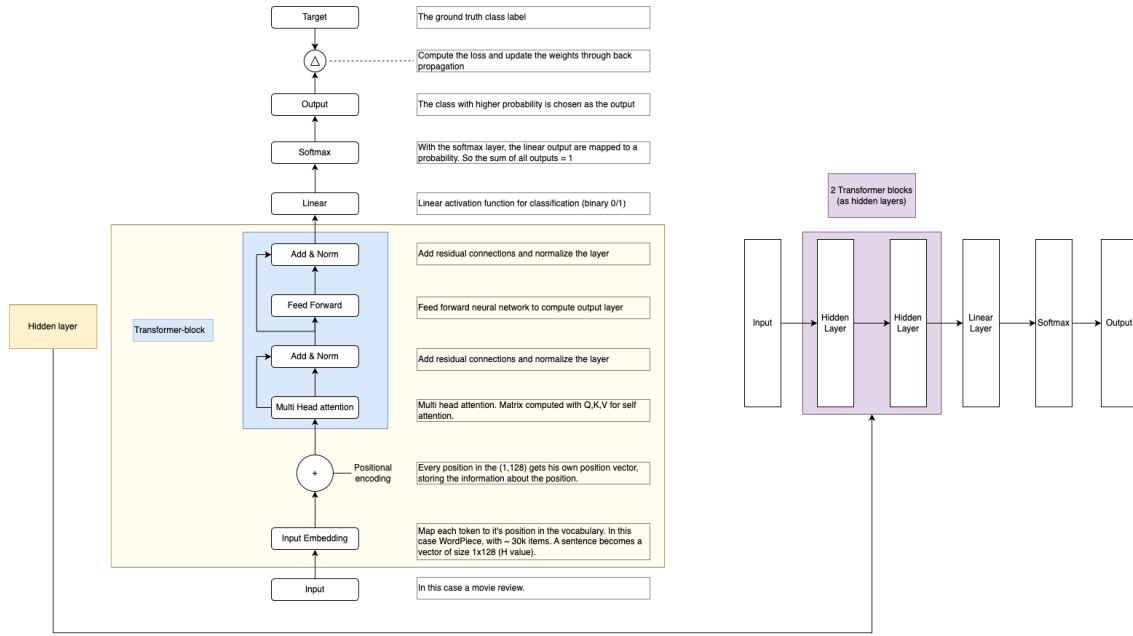 Target
The ground truth class label
Compute the loss and update the weights through back
propagation
Output
The class with higher probability is chosen as the output
Softmax
With the softmax layer, the linear output are mapped to a
probability. So the sum of all outputs = 1
Linear
Linear activation function for classification (binary 0/1)
Add & Norm
Add residual connections and normalize the layer
Feed Forward
Feed forward neural network to compute output layer
Hidden layer
Transformer-block
Add & Norm
Add residual connections and normalize the layer
Multi Head attention
Multi head attention. Matrix computed with Q,K,V for self
attention.
+
Positional
encoding
Every position in the (1,128) gets his own position vector,
storing the information about the position.
Input Embedding
Map each token to it's position in the vocabulary. In this
case WordPiece, with ~ 30k items. A sentence becomes a
vector of size 1x128 (H value).
Input
In this case a movie review.
2 Transformer blocks
(as hidden layers)
Input
Hidden
Layer
Hidden
Layer
Linear
Layer
Softmax
Output